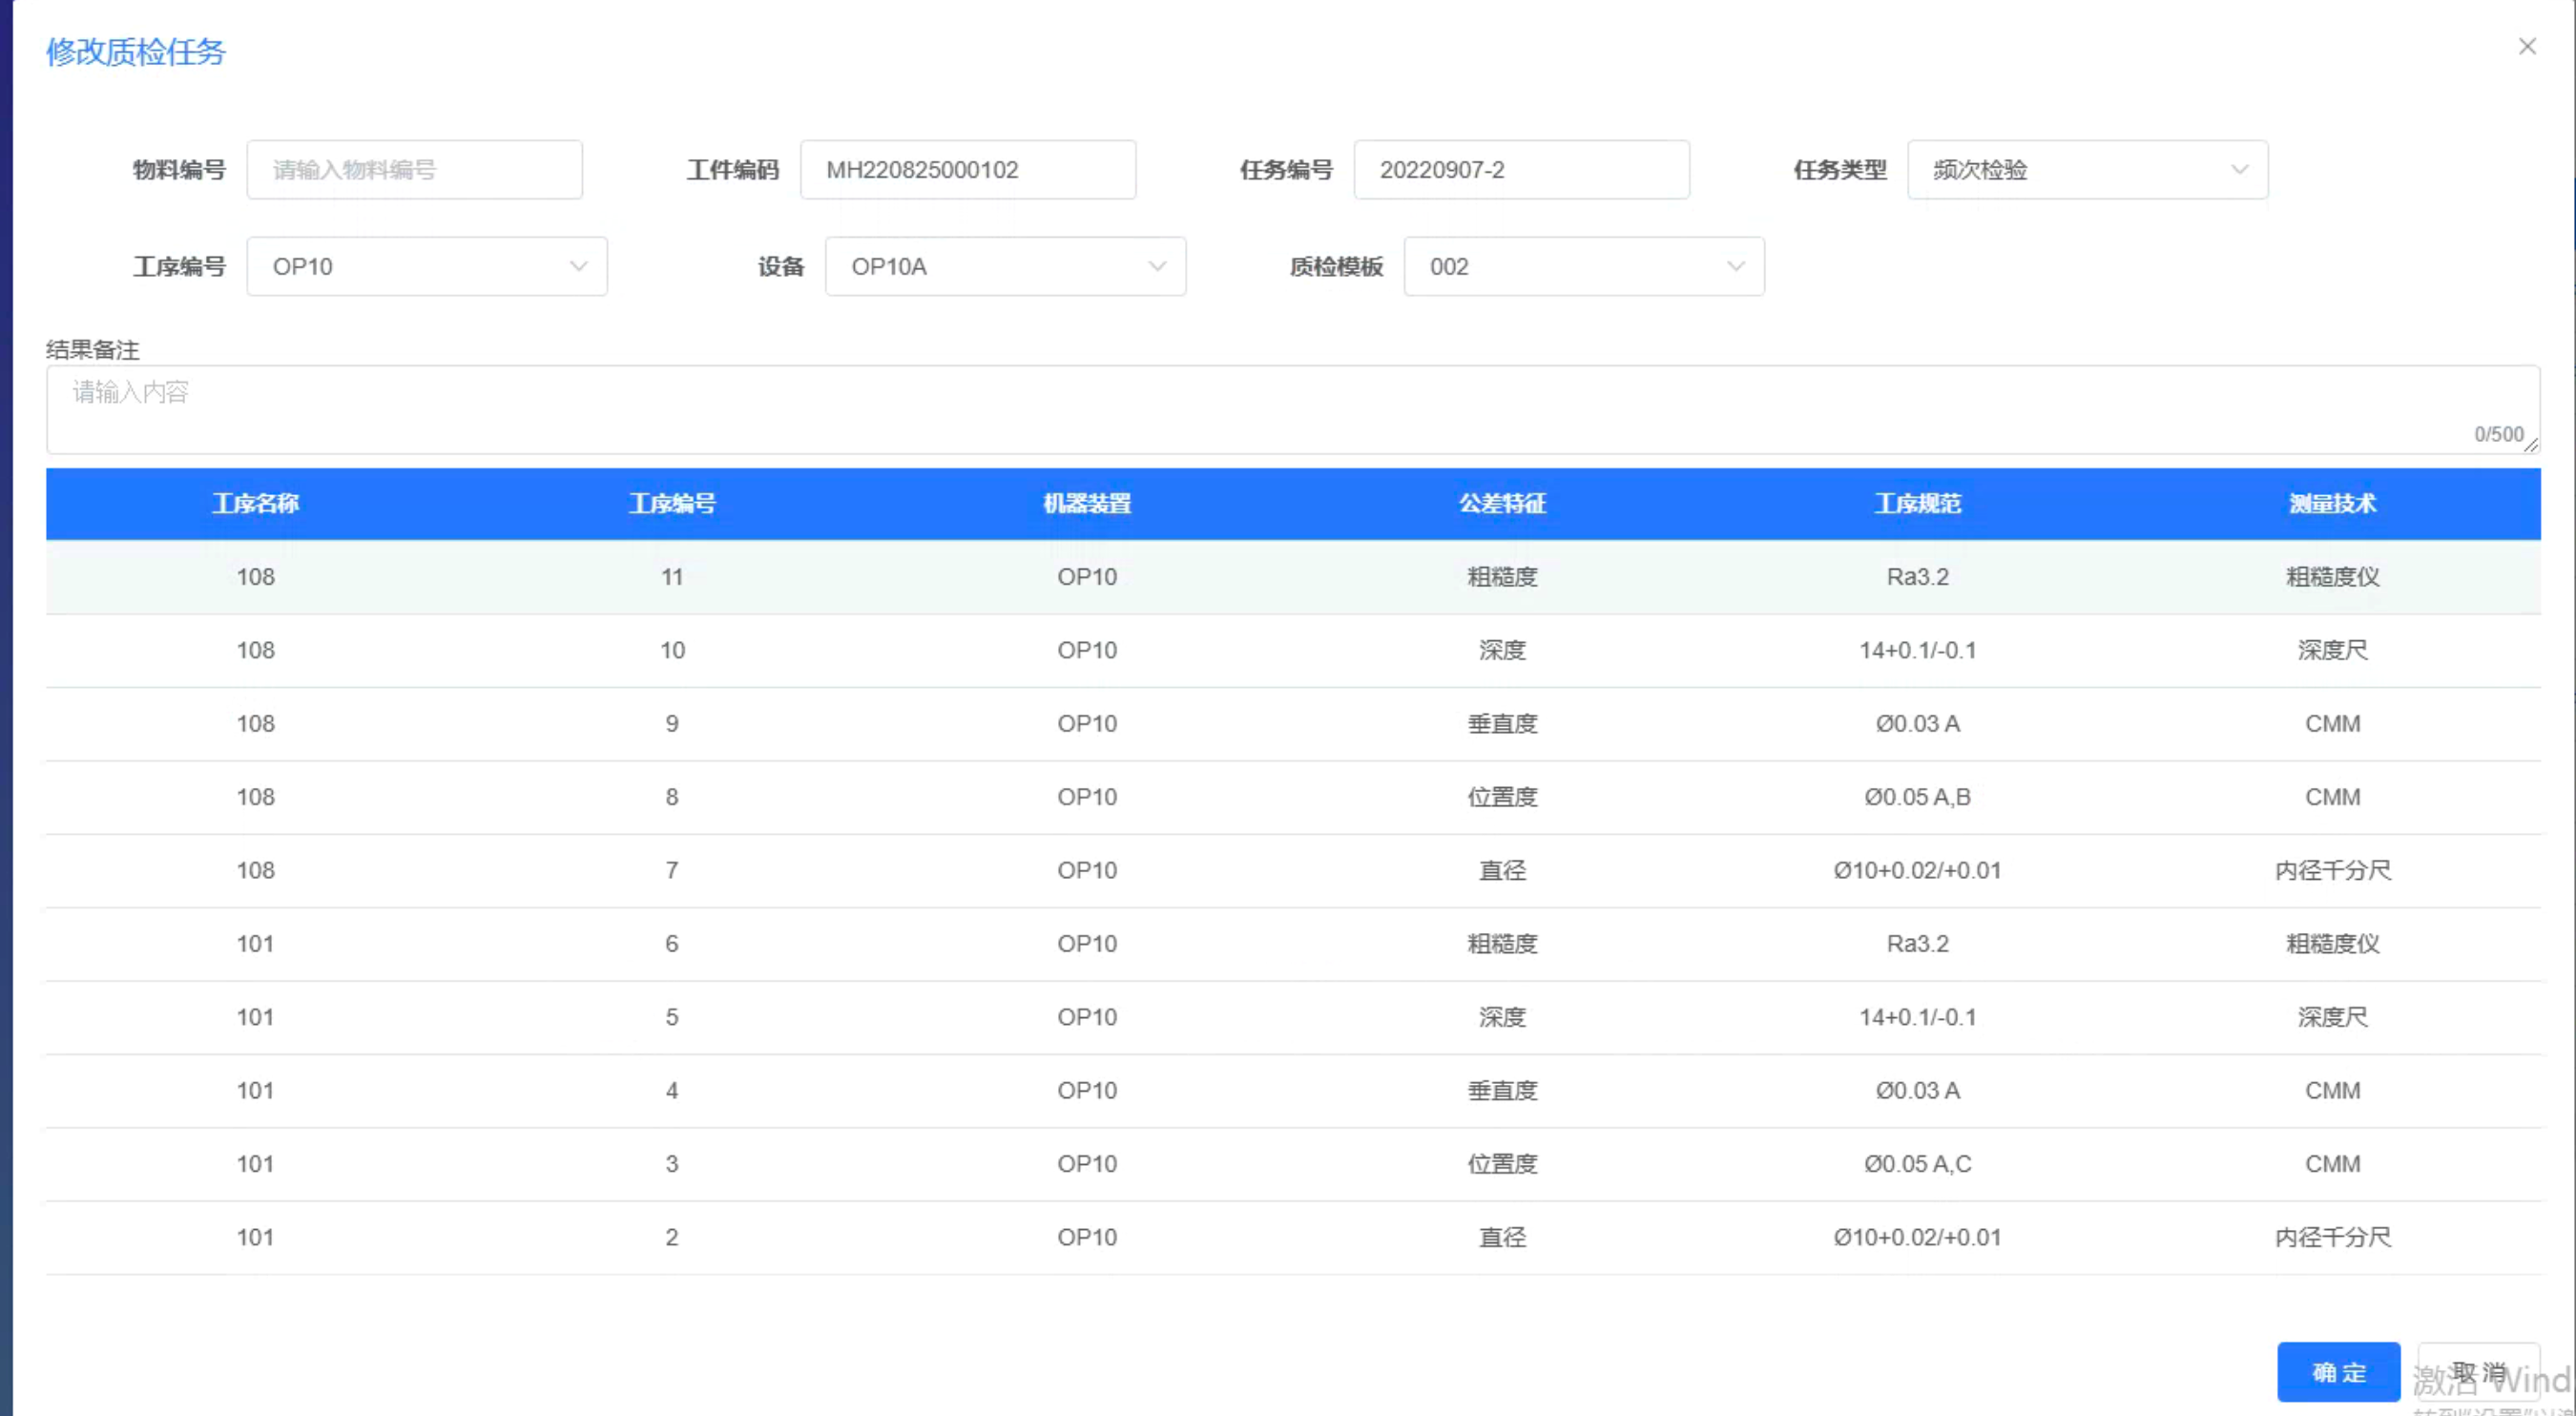 修改质检任务
物料编号 请输入物料编号 工件编码 MH220825000102 任务编号 20220907-2 任务类型 频次检验
工序编号 OP10 设备 OP10A 质检模板 002
结果备注
请输入内容
0/500
工序名称 工序编号 机器装置 公差特征 工序规范 测量技术
108 11 OP10 粗糙度 Ra3.2 粗糙度仪
108 10 OP10 深度 14+0.1/-0.1 深度尺
108 9 OP10 垂直度 Ø0.03 A CMM
108 8 OP10 位置度 Ø0.05 A,B CMM
108 7 OP10 直径 Ø10+0.02/+0.01 内径千分尺
101 6 OP10 粗糙度 Ra3.2 粗糙度仪
101 5 OP10 深度 14+0.1/-0.1 深度尺
101 4 OP10 垂直度 Ø0.03 A CMM
101 3 OP10 位置度 Ø0.05 A,C CMM
101 2 OP10 直径 Ø10+0.02/+0.01 内径千分尺
确 定 取 消
激活 Wind